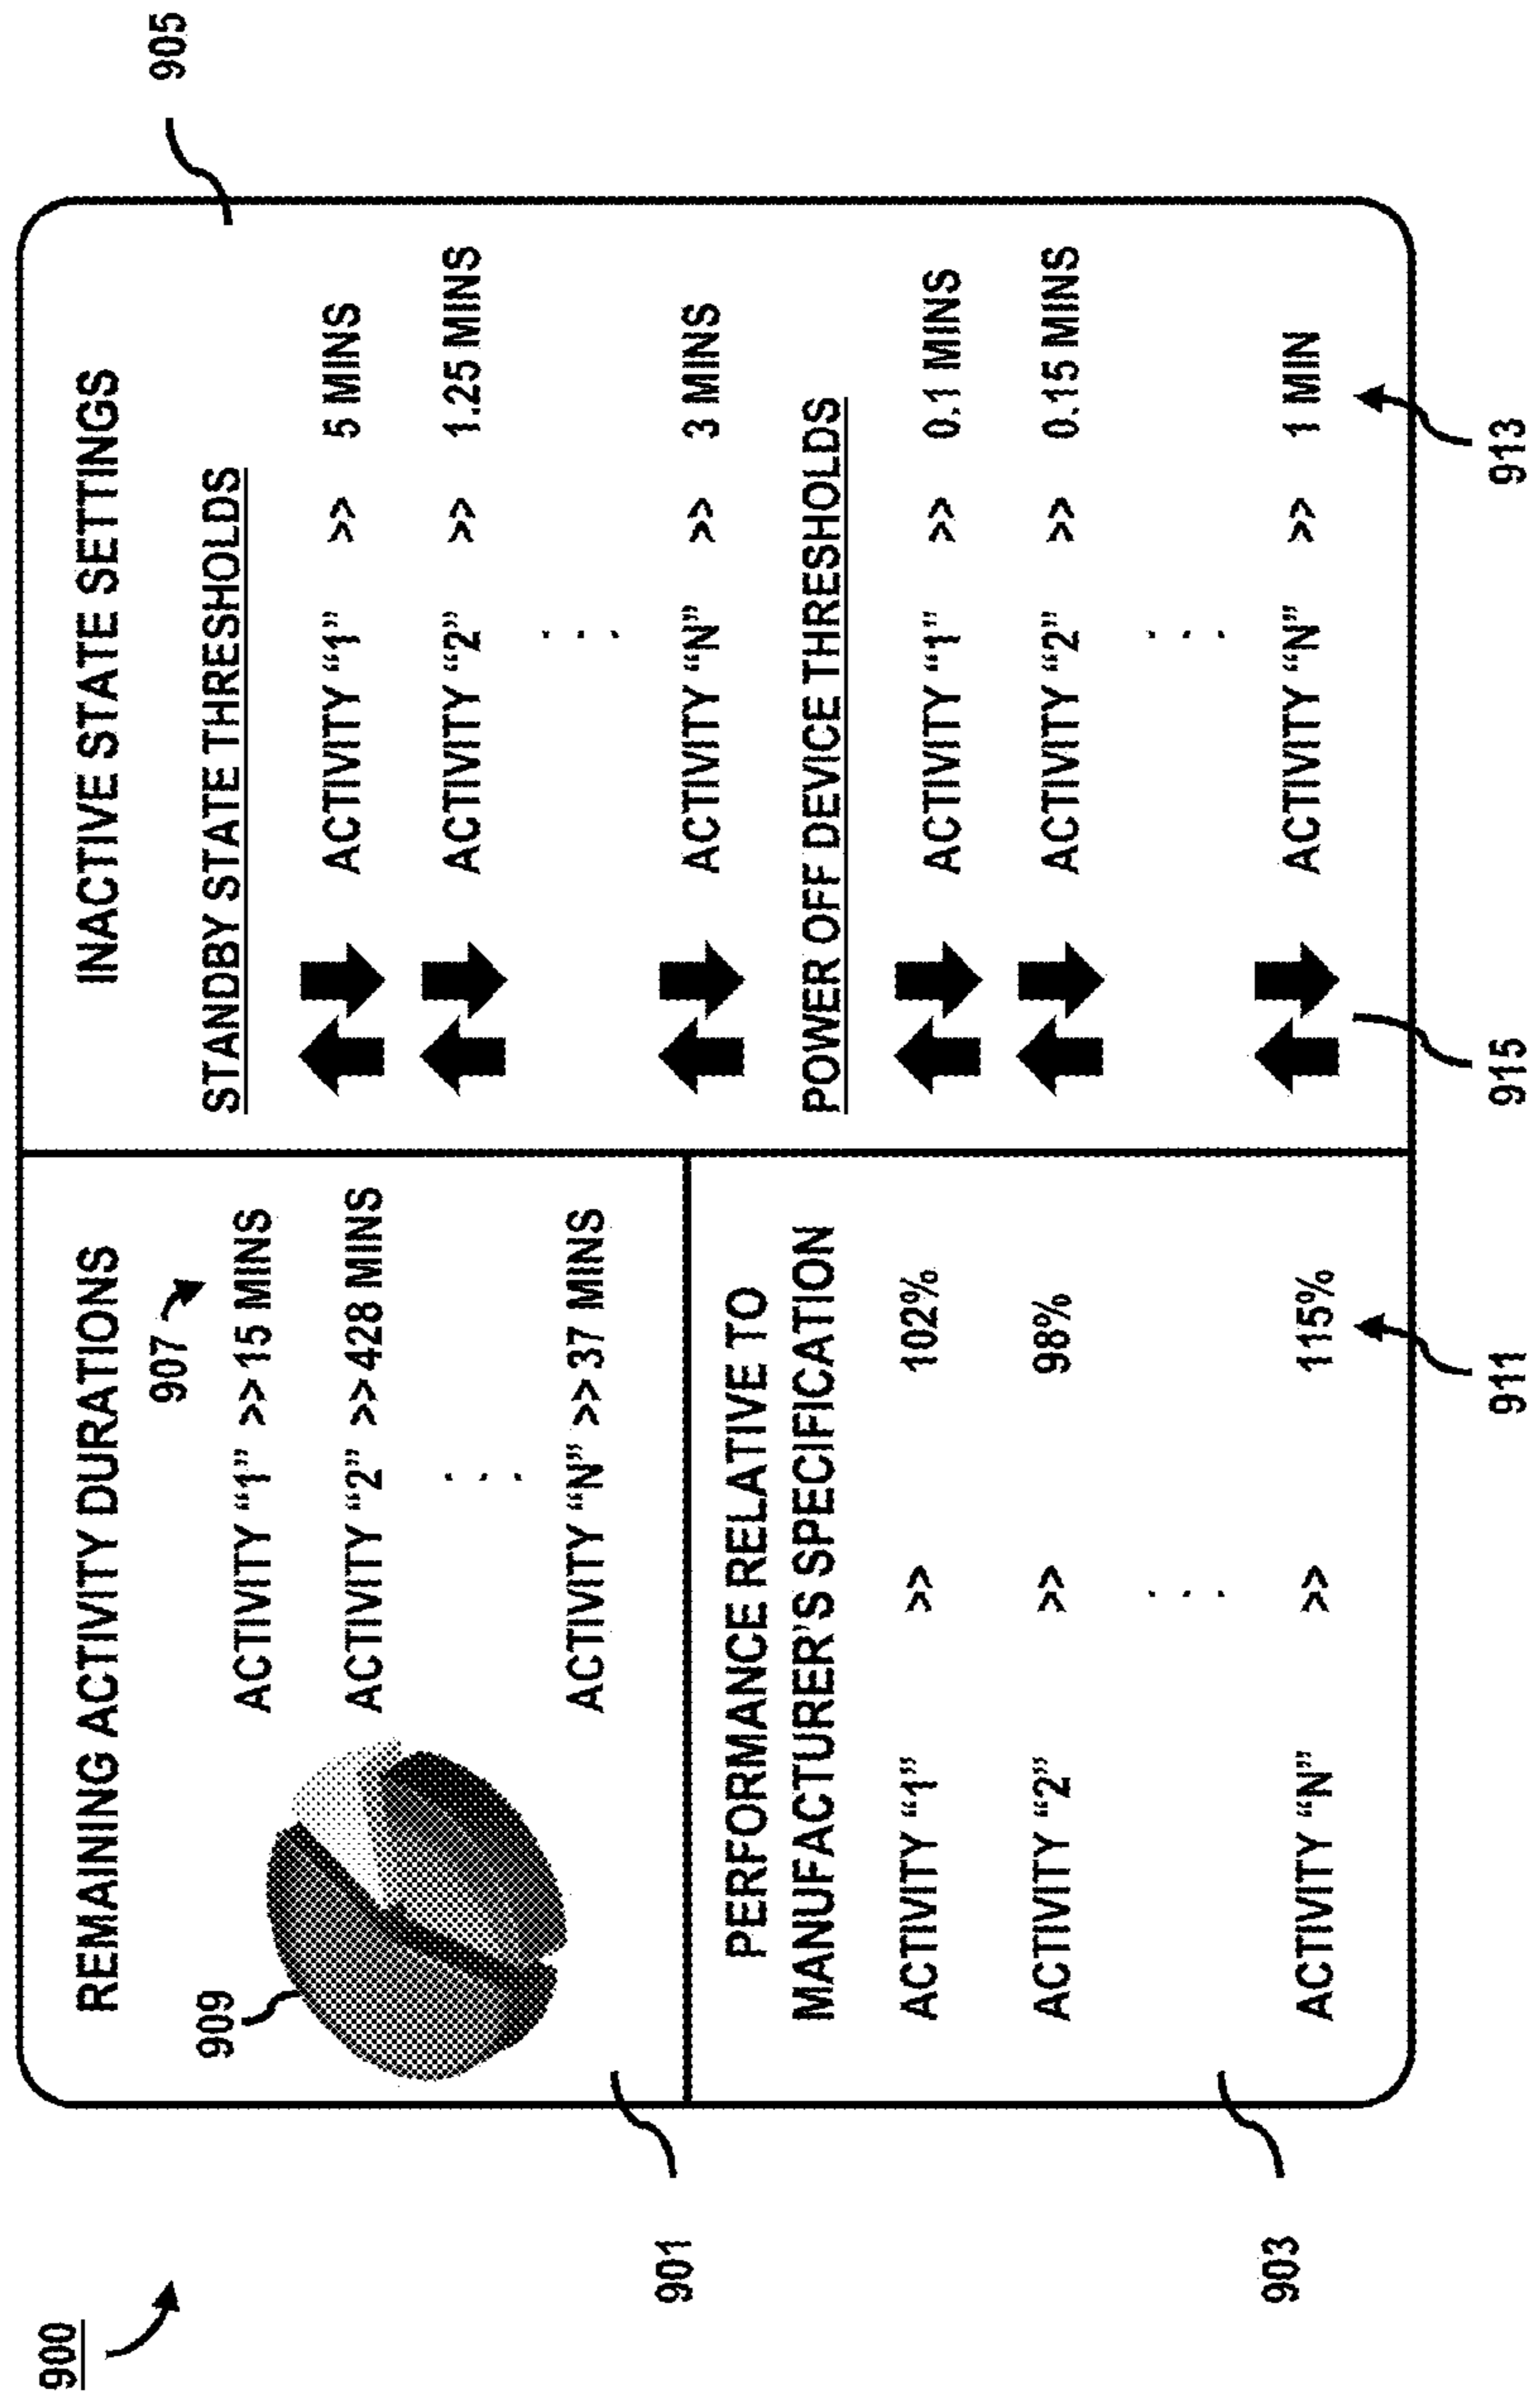 900
905
REMAINING ACTIVITY DURATIONS
907
909
ACTIVITY “1” >> 15 MINS
ACTIVITY “2” >> 428 MINS
ACTIVITY “N” >> 37 MINS
901
PERFORMANCE RELATIVE TO
MANUFACTURER’S SPECIFICATION
ACTIVITY “1” >> 102%
ACTIVITY “2” >> 98%
ACTIVITY “N” >> 115%
903
911
INACTIVE STATE SETTINGS
STANDBY STATE THRESHOLDS
ACTIVITY “1” >> 5 MINS
ACTIVITY “2” >> 1.25 MINS
ACTIVITY “N” >> 3 MINS
POWER OFF DEVICE THRESHOLDS
ACTIVITY “1” >> 0.1 MINS
ACTIVITY “2” >> 0.15 MINS
ACTIVITY “N” >> 1 MIN
915
913